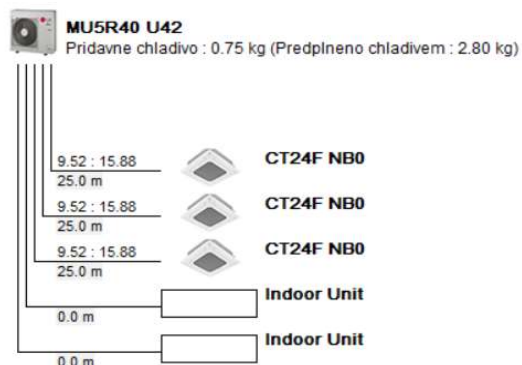 MU5R40 U42
Pridavne chladivo : 0.75 kg (Predplneno chladivem : 2.80 kg)
9.52 : 15.88
CT24F NB0
25.0 m
9.52 : 15.88
CT24F NB0
25.0 m
9.52 : 15.88
CT24F NB0
25.0 m
Indoor Unit
0.0 m
Indoor Unit
0.0 m